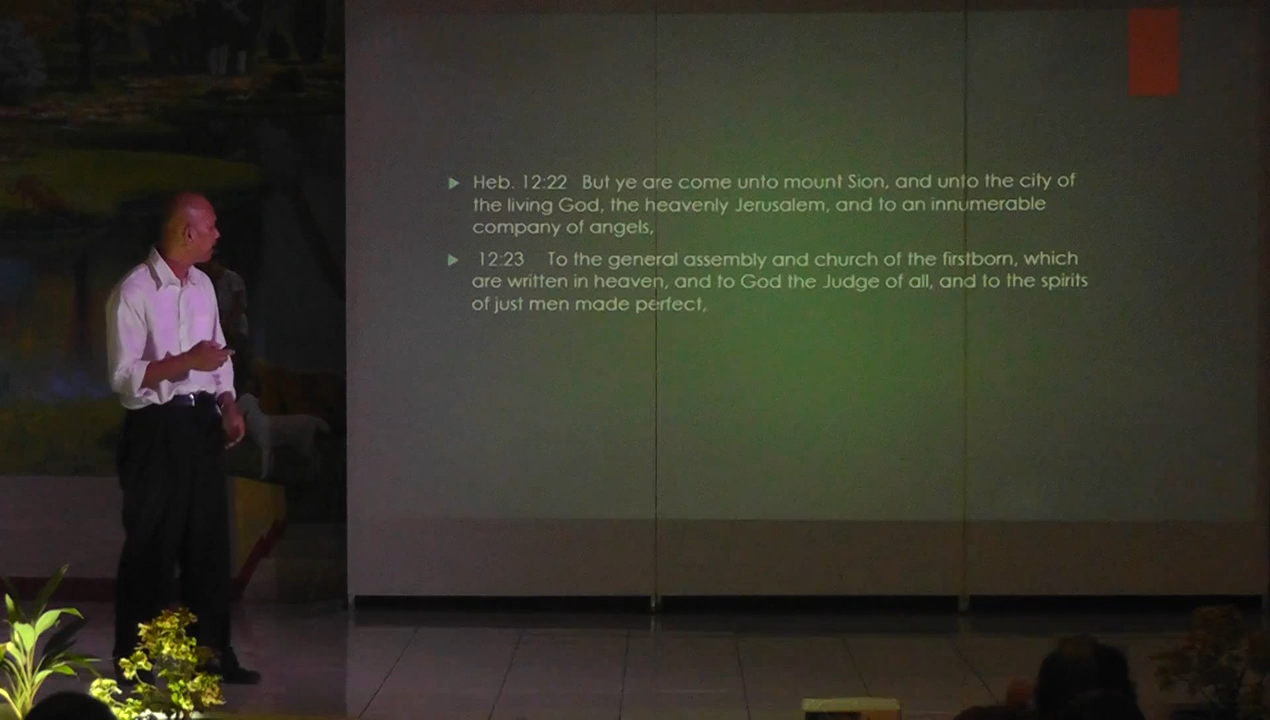 Heb. 12:22 But ye are come unto mount Sion, and unto the city of
the living God, the heavenly Jerusalem, and to an innumerable
company of angels,
12:23 To the general assembly and church of the firstborn, which
are written in heaven, and to God the Judge of all, and to the spirits
of just men made perfect,